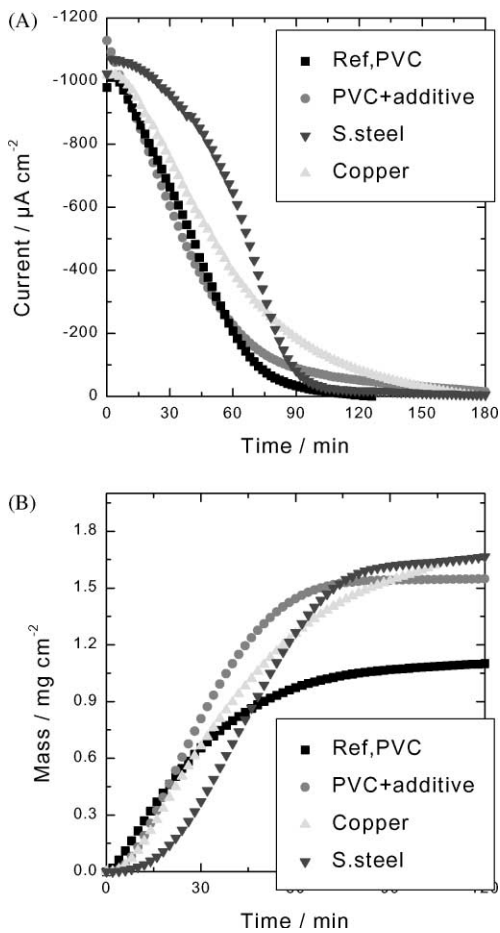 (A)
-1200
-1000
-800
-600
-400
-200
0
Current / µA cm-2
Ref,PVC
PVC+additive
S.steel
Copper
0 30 60 90 120 150 180
Time / min
(B)
1.8
1.5
1.2
0.9
0.6
0.3
0.0
Mass / mg cm-2
Ref,PVC
PVC+additive
Copper
S.steel
0 30
Time / min